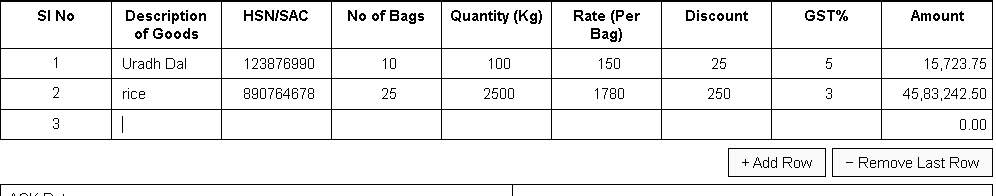 Sl No Description of Goods HSN/SAC No of Bags Quantity (Kg) Rate (Per Bag) Discount GST% Amount
1 Uradh Dal 123876990 10 100 150 25 5 15,723.75
2 rice 890764678 25 2500 1780 250 3 45,83,242.50
3 0.00
+ Add Row − Remove Last Row